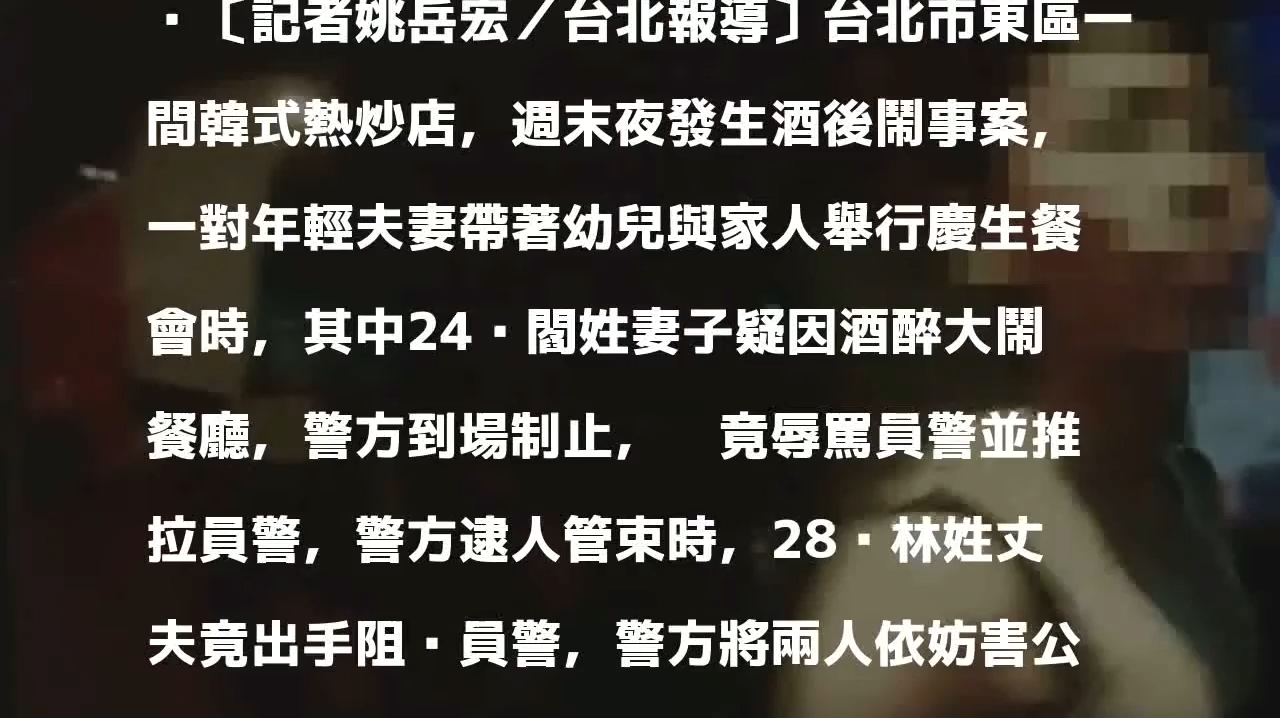 ▪〔記者姚岳宏／台北報導〕台北市東區一
間韓式熱炒店，週末夜發生酒後鬧事案，
一對年輕夫妻帶著幼兒與家人舉行慶生餐
會時，其中24▪閻姓妻子疑因酒醉大鬧
餐廳，警方到場制止，　竟辱罵員警並推
拉員警，警方逮人管束時，28▪林姓丈
夫竟出手阻▪員警，警方將兩人依妨害公